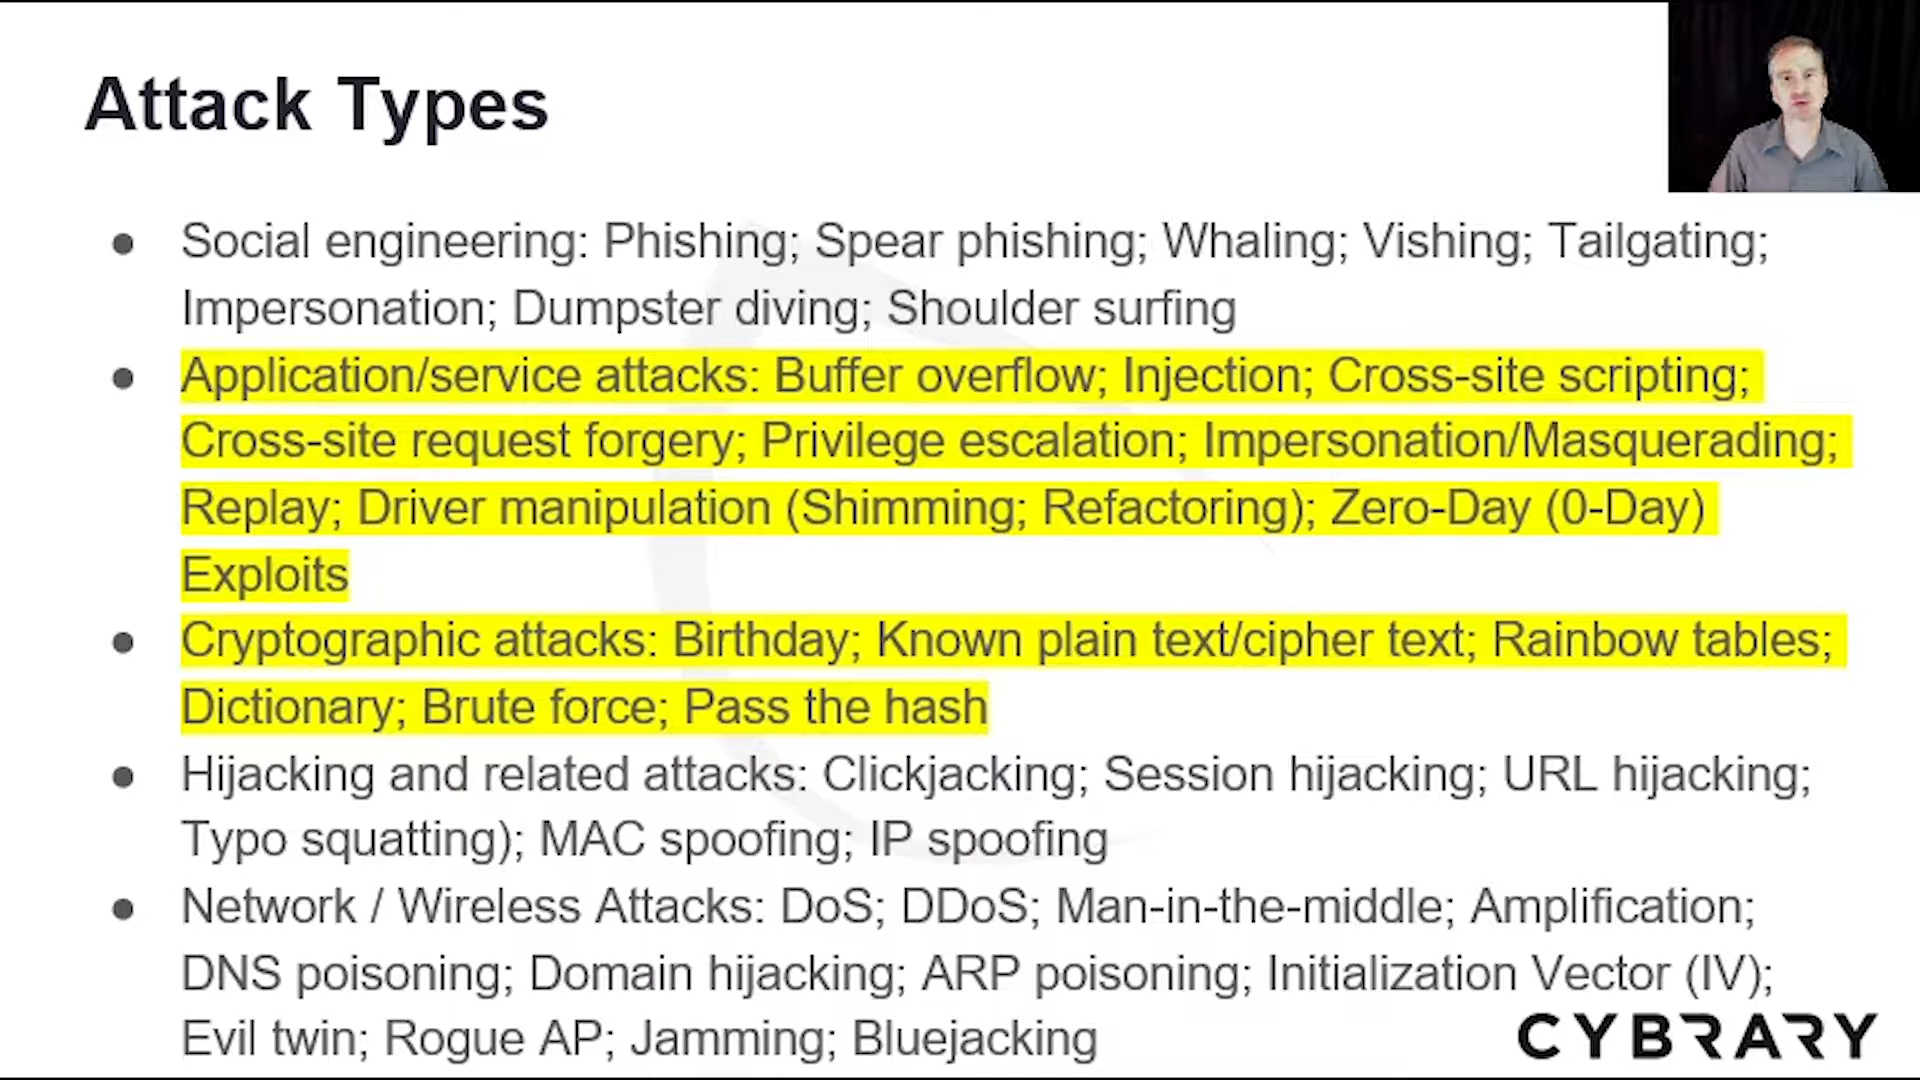 Attack Types
● Social engineering: Phishing; Spear phishing; Whaling; Vishing; Tailgating;
Impersonation; Dumpster diving; Shoulder surfing
● Application/service attacks: Buffer overflow; Injection; Cross-site scripting;
Cross-site request forgery; Privilege escalation; Impersonation/Masquerading;
Replay; Driver manipulation (Shimming; Refactoring); Zero-Day (0-Day)
Exploits
● Cryptographic attacks: Birthday; Known plain text/cipher text; Rainbow tables;
Dictionary; Brute force; Pass the hash
● Hijacking and related attacks: Clickjacking; Session hijacking; URL hijacking;
Typo squatting); MAC spoofing; IP spoofing
● Network / Wireless Attacks: DoS; DDoS; Man-in-the-middle; Amplification;
DNS poisoning; Domain hijacking; ARP poisoning; Initialization Vector (IV);
Evil twin; Rogue AP; Jamming; Bluejacking
CYBRARY